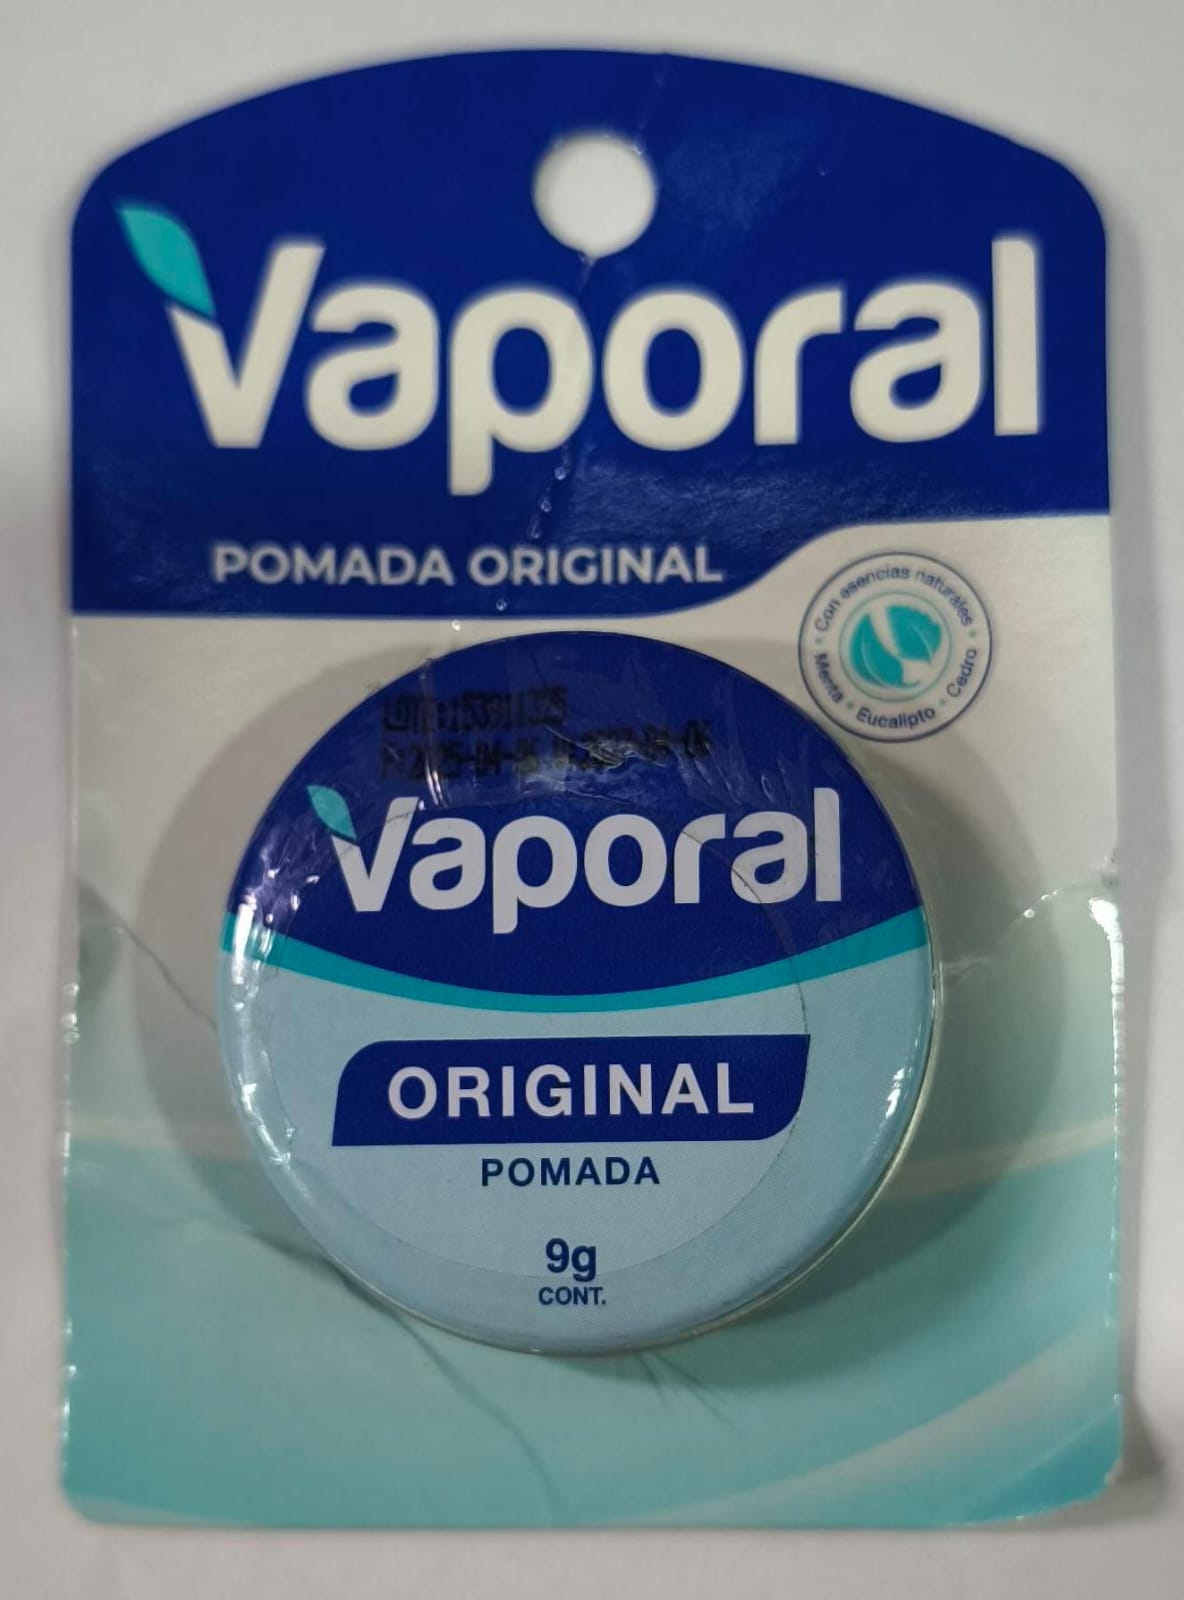 Vaporal
POMADA ORIGINAL
Con esencias naturales
Menta • Eucalipto • Cedro
Vaporal
ORIGINAL
POMADA
9g
CONT.